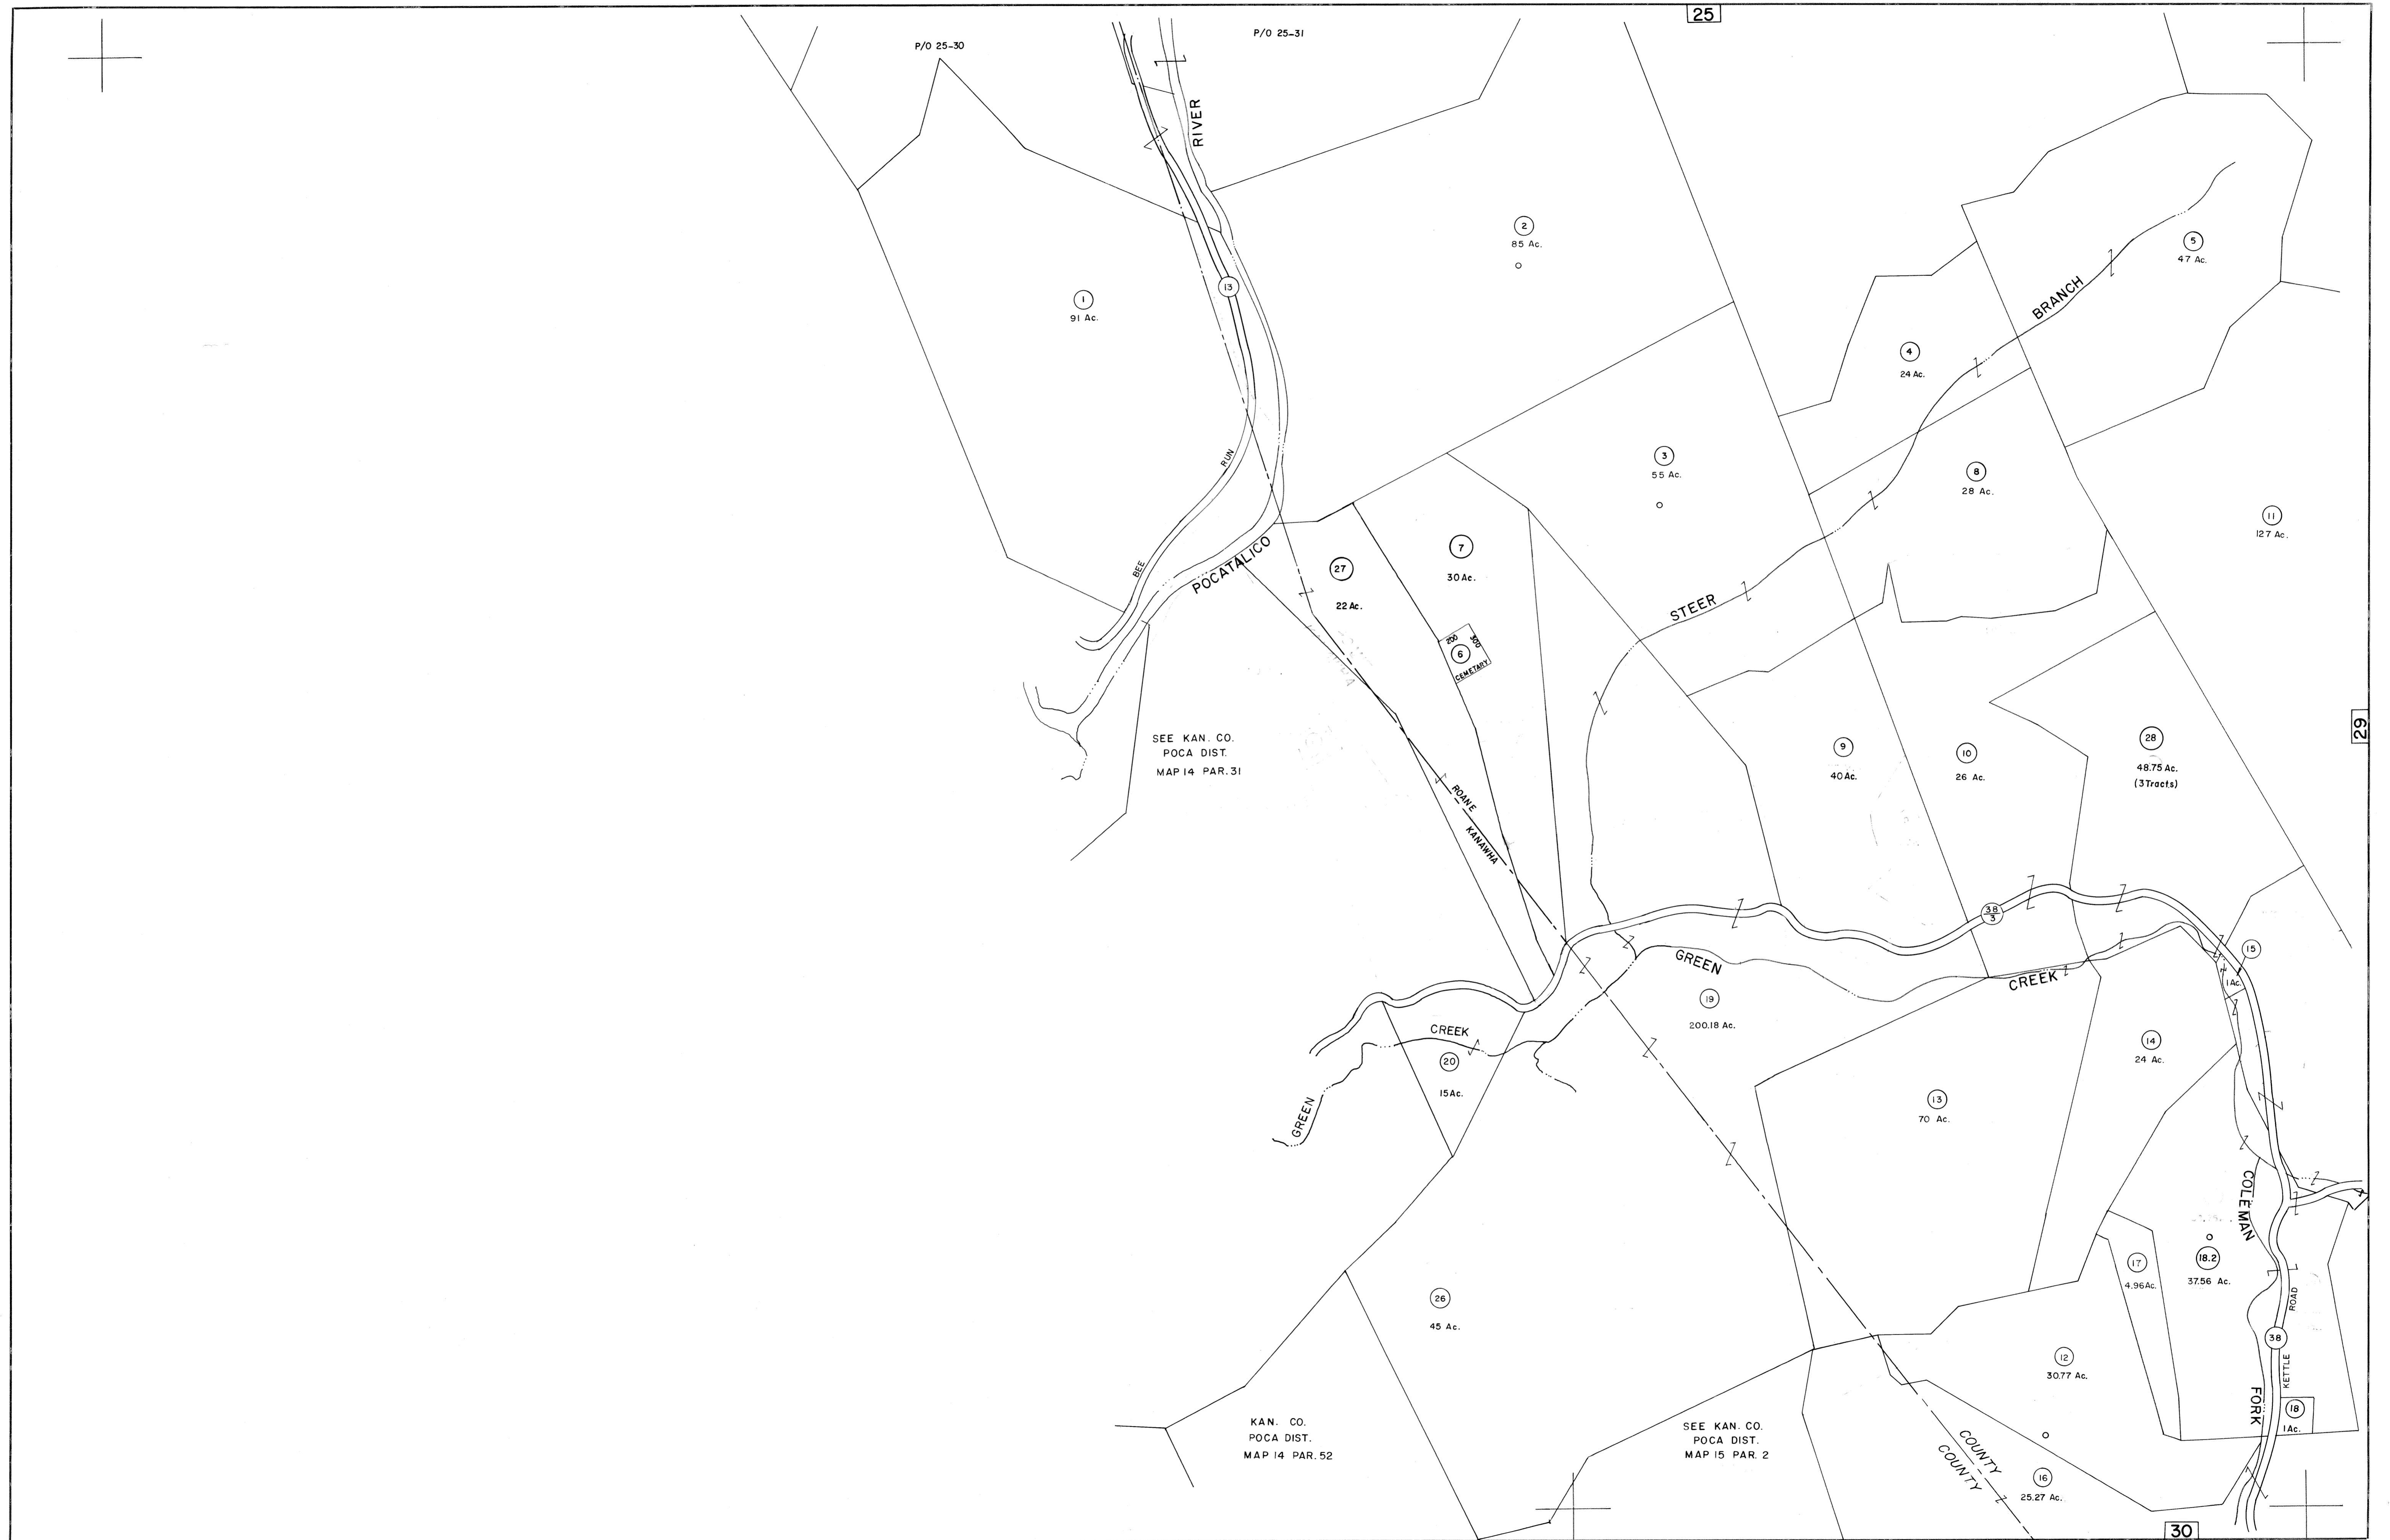 25
P/O 25-30
P/O 25-31
RIVER
2
85 Ac.
5
47 Ac.
13
1
91 Ac.
BRANCH
4
24 Ac.
RUN
3
55 Ac.
8
28 Ac.
11
127 Ac.
BEE
POCATALICO
27
22 Ac.
7
30 Ac.
STEER
200
300
6
CEMETARY
SEE KAN. CO.
POCA DIST.
MAP 14 PAR. 31
9
40 Ac.
10
26 Ac.
28
48.75 Ac.
(3 Tracts)
29
ROANE
KANAWHA
38
3
15
1 Ac.
GREEN
CREEK
19
200.18 Ac.
CREEK
20
15 Ac.
GREEN
14
24 Ac.
13
70 Ac.
COLEMAN
17
4.96 Ac.
18.2
37.56 Ac.
26
45 Ac.
ROAD
38
KETTLE
12
30.77 Ac.
FORK
18
1 Ac.
KAN. CO.
POCA DIST.
MAP 14 PAR. 52
SEE KAN. CO.
POCA DIST.
MAP 15 PAR. 2
COUNTY
COUNTY
16
25.27 Ac.
30